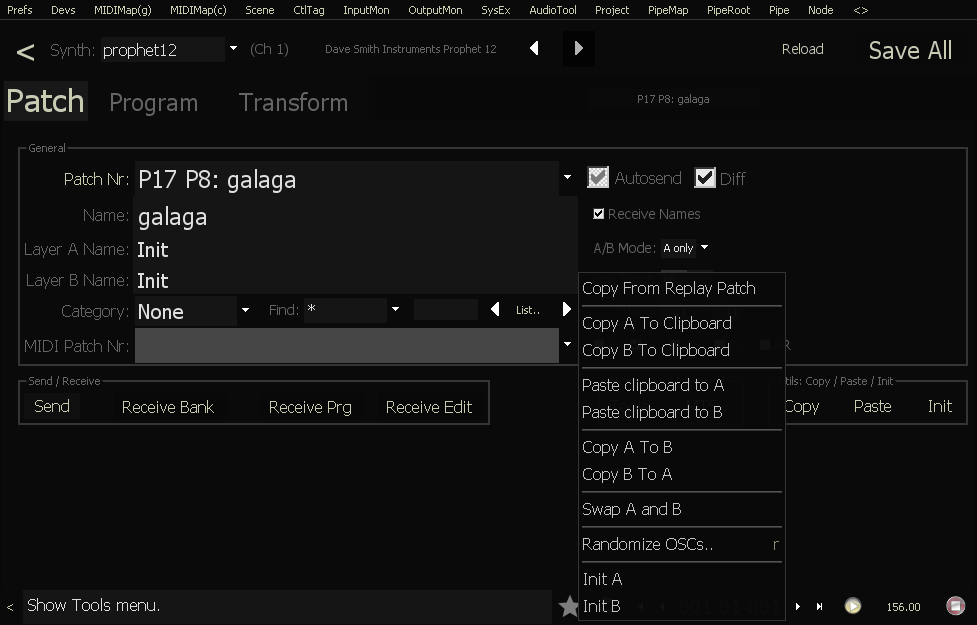 Prefs Devs MIDIMap(g) MIDIMap(c) Scene CtlTag InputMon OutputMon SysEx AudioTool Project PipeMap PipeRoot Pipe Node <>
< Synth: prophet12 (Ch 1) Dave Smith Instruments Prophet 12 Reload Save All
Patch Program Transform P17 P8: galaga
General
Patch Nr: P17 P8: galaga Autosend Diff
Name: galaga Receive Names
Layer A Name: Init A/B Mode: A only
Layer B Name: Init
Category: None Find: * List..
MIDI Patch Nr: R
Send / Receive tils: Copy / Paste / Init
Send Receive Bank Receive Prg Receive Edit Copy Paste Init
Copy From Replay Patch
Copy A To Clipboard
Copy B To Clipboard
Paste clipboard to A
Paste clipboard to B
Copy A To B
Copy B To A
Swap A and B
Randomize OSCs.. r
Init A
Init B
< Show Tools menu. 001-01-001 156.00